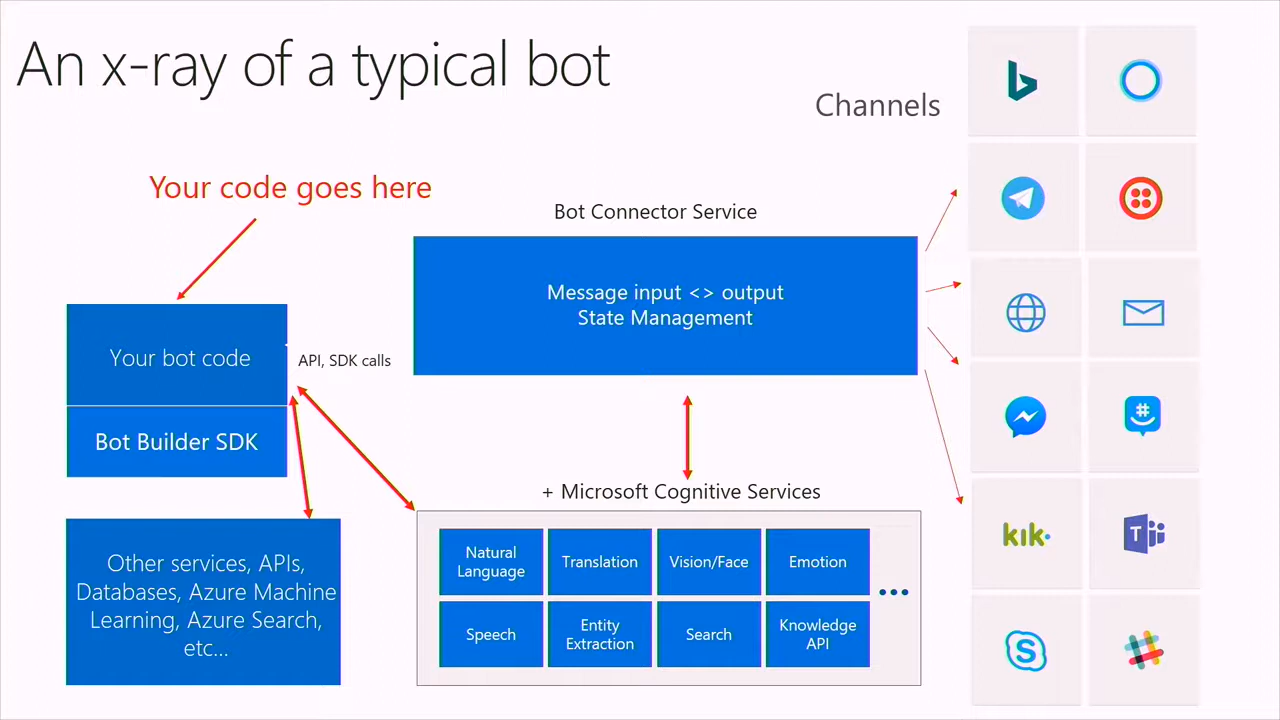 An x-ray of a typical bot
Channels
Your code goes here
Bot Connector Service
Message input <> output
State Management
Your bot code
API, SDK calls
Bot Builder SDK
+ Microsoft Cognitive Services
Other services, APIs,
Databases, Azure Machine
Learning, Azure Search,
etc...
Natural
Language
Translation
Vision/Face
Emotion
Speech
Entity
Extraction
Search
Knowledge
API
...
#
kik.
T
S